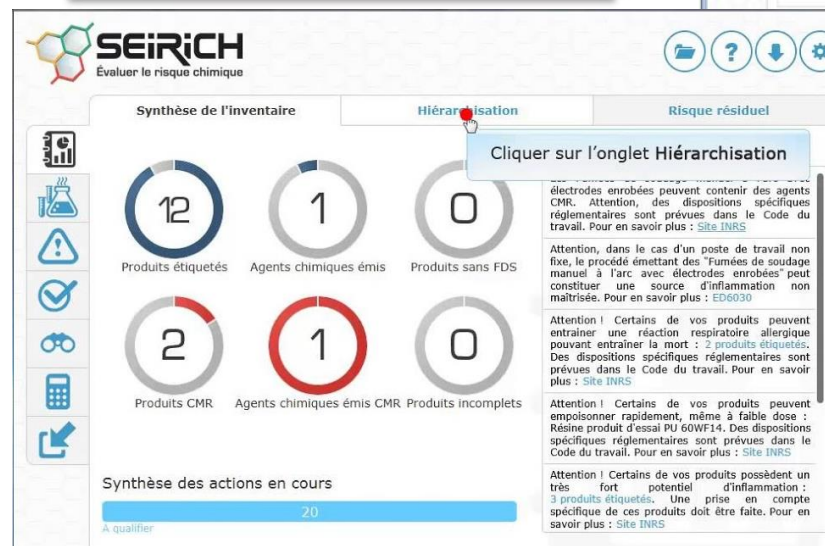 SEiRiCH
Évaluer le risque chimique
?
Synthèse de l'inventaire
Hiérarchisation
Risque résiduel
Cliquer sur l'onglet Hiérarchisation
12
1
0
Produits étiquetés
Agents chimiques émis
Produits sans FDS
2
1
0
Produits CMR
Agents chimiques émis CMR
Produits incomplets
Synthèse des actions en cours
20
A qualifier
électrodes enrobées peuvent contenir des agents
CMR. Attention, des dispositions spécifiques
réglementaires sont prévues dans le Code du
travail. Pour en savoir plus : Site INRS
Attention, dans le cas d'un poste de travail non
fixe, le procédé émettant des "Fumées de soudage
manuel à l'arc avec électrodes enrobées" peut
constituer une source d'inflammation non
maîtrisée. Pour en savoir plus : ED6030
Attention ! Certains de vos produits peuvent
entrainer une réaction respiratoire allergique
pouvant entraîner la mort : 2 produits étiquetés.
Des dispositions spécifiques réglementaires sont
prévues dans le Code du travail. Pour en savoir
plus : Site INRS
Attention ! Certains de vos produits peuvent
empoisonner rapidement, même à faible dose :
Résine produit d'essai PU 60WF14. Des dispositions
spécifiques réglementaires sont prévues dans le
Code du travail. Pour en savoir plus : Site INRS
Attention ! Certains de vos produits possèdent un
très fort potentiel d'inflammation :
3 produits étiquetés. Une prise en compte
spécifique de ces produits doit être faite. Pour en
savoir plus : Site INRS